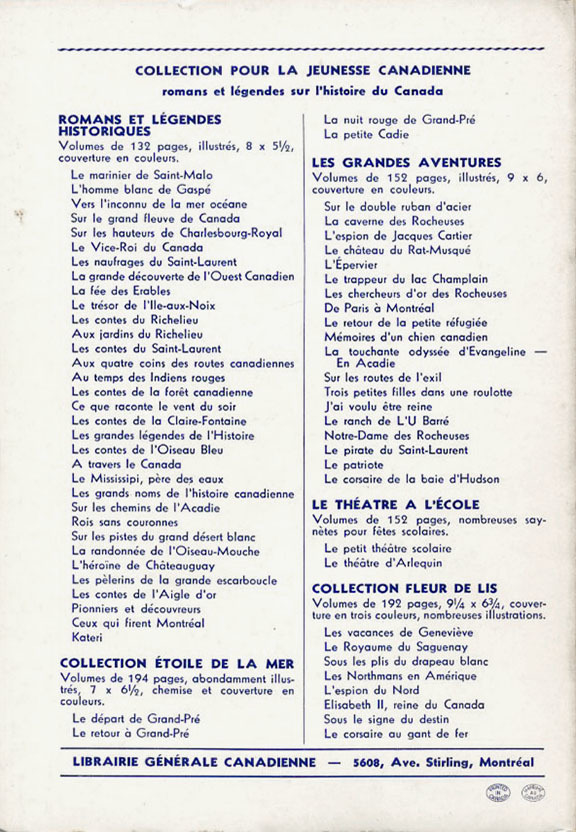 COLLECTION POUR LA JEUNESSE CANADIENNE
romans et légendes sur l'histoire du Canada
ROMANS ET LÉGENDES
HISTORIQUES
Volumes de 132 pages, illustrés, 8 x 5½,
couverture en couleurs.
Le marinier de Saint-Malo
L'homme blanc de Gaspé
Vers l'inconnu de la mer océane
Sur le grand fleuve de Canada
Sur les hauteurs de Charlesbourg-Royal
Le Vice-Roi du Canada
Les naufrages du Saint-Laurent
La grande découverte de l'Ouest Canadien
La fée des Erables
Le trésor de l'Ile-aux-Noix
Les contes du Richelieu
Aux jardins du Richelieu
Les contes du Saint-Laurent
Aux quatre coins des routes canadiennes
Au temps des Indiens rouges
Les contes de la forêt canadienne
Ce que raconte le vent du soir
Les contes de la Claire-Fontaine
Les grandes légendes de l'Histoire
Les contes de l'Oiseau Bleu
A travers le Canada
Le Mississipi, père des eaux
Les grands noms de l'histoire canadienne
Sur les chemins de l'Acadie
Rois sans couronnes
Sur les pistes du grand désert blanc
La randonnée de l'Oiseau-Mouche
L'héroïne de Châteauguay
Les pèlerins de la grande escarboucle
Les contes de l'Aigle d'or
Pionniers et découvreurs
Ceux qui firent Montréal
Kateri
COLLECTION ÉTOILE DE LA MER
Volumes de 194 pages, abondamment illus-
trés, 7 x 6½, chemise et couverture en
couleurs.
Le départ de Grand-Pré
Le retour à Grand-Pré
La nuit rouge de Grand-Pré
La petite Cadie
LES GRANDES AVENTURES
Volumes de 152 pages, illustrés, 9 x 6,
couverture en couleurs.
Sur le double ruban d'acier
La caverne des Rocheuses
L'espion de Jacques Cartier
Le château du Rat-Musqué
L'Épervier
Le trappeur du lac Champlain
Les chercheurs d'or des Rocheuses
De Paris à Montréal
Le retour de la petite réfugiée
Mémoires d'un chien canadien
La touchante odyssée d'Evangeline —
En Acadie
Sur les routes de l'exil
Trois petites filles dans une roulotte
J'ai voulu être reine
Le ranch de L'U Barré
Notre-Dame des Rocheuses
Le pirate du Saint-Laurent
Le patriote
Le corsaire de la baie d'Hudson
LE THÉATRE A L'ÉCOLE
Volumes de 152 pages, nombreuses say-
nètes pour fêtes scolaires.
Le petit théâtre scolaire
Le théâtre d'Arlequin
COLLECTION FLEUR DE LIS
Volumes de 192 pages, 9¼ x 6¾, couver-
ture en trois couleurs, nombreuses illustrations.
Les vacances de Geneviève
Le Royaume du Saguenay
Sous les plis du drapeau blanc
Les Northmans en Amérique
L'espion du Nord
Elisabeth II, reine du Canada
Sous le signe du destin
Le corsaire au gant de fer
LIBRAIRIE GÉNÉRALE CANADIENNE — 5608, Ave. Stirling, Montréal
PRINTED
IN
CANADA
IMPRIMÉ
AU
CANADA